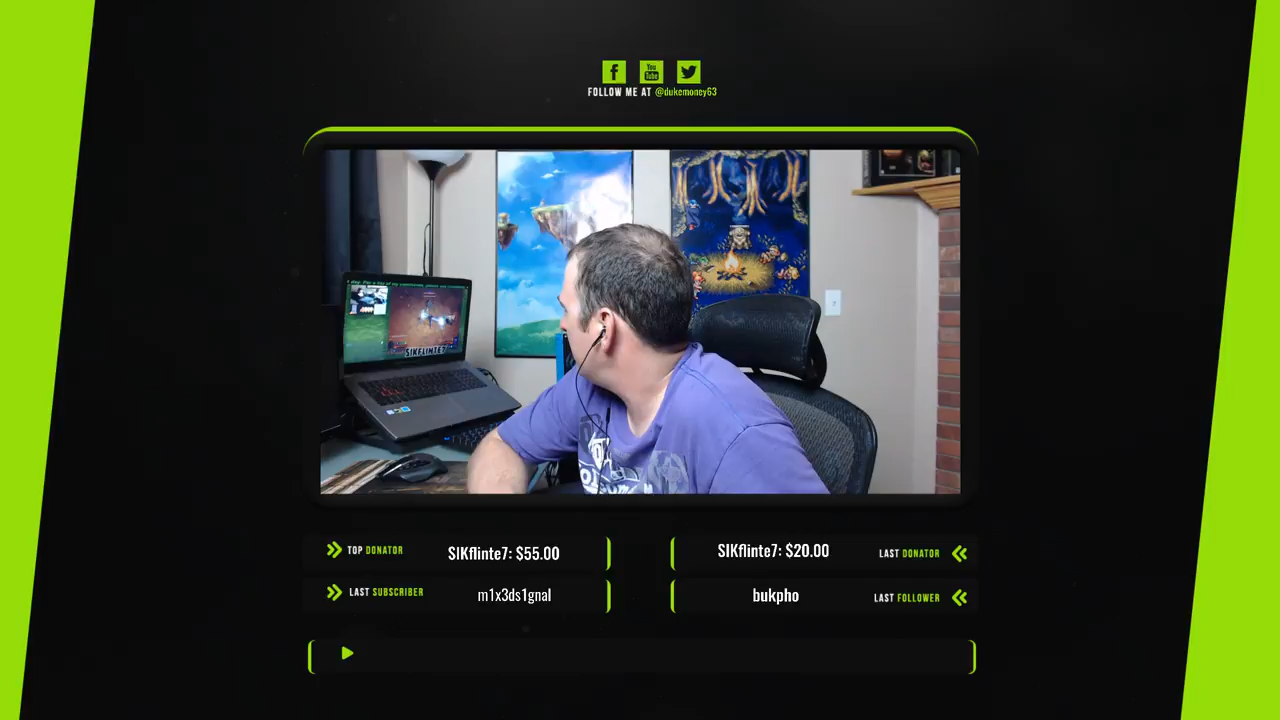 f You Tube
FOLLOW ME AT @dukemoney63
SIKFLINTE7
TOP DONATOR SIKflinte7: $55.00
SIKflinte7: $20.00 LAST DONATOR
LAST SUBSCRIBER m1x3ds1gnal
bukpho LAST FOLLOWER